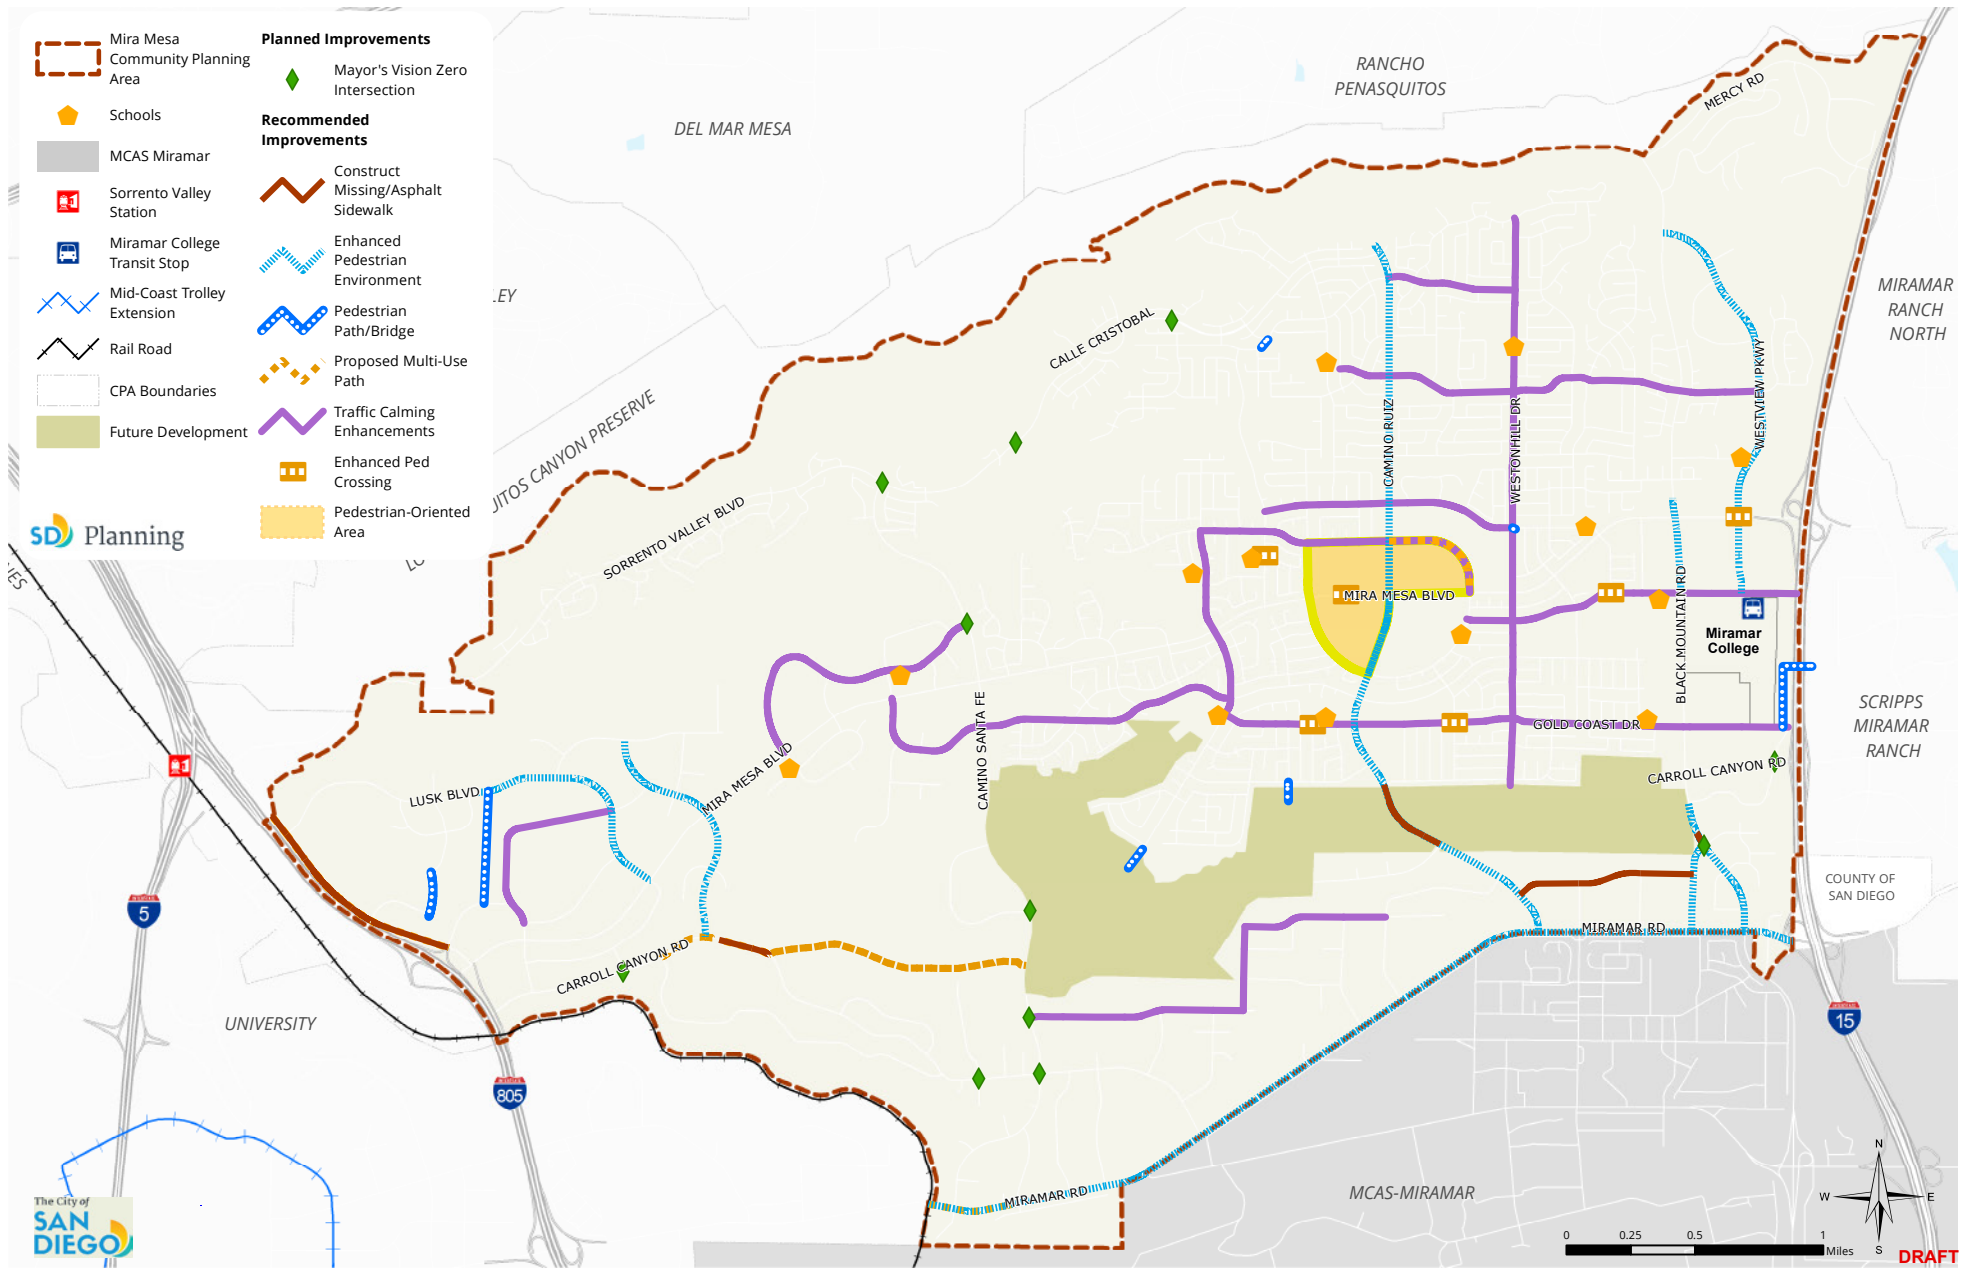 Mira Mesa
Community Planning
Area
Schools
MCAS Miramar
Sorrento Valley
Station
Miramar College
Transit Stop
Mid-Coast Trolley
Extension
Rail Road
CPA Boundaries
Future Development
Planned Improvements
Mayor's Vision Zero
Intersection
Recommended
Improvements
Construct
Missing/Asphalt
Sidewalk
Enhanced
Pedestrian
Environment
Pedestrian
Path/Bridge
Proposed Multi-Use
Path
Traffic Calming
Enhancements
Enhanced Ped
Crossing
Pedestrian-Oriented
Area
SD Planning
RANCHO
PENASQUITOS
DEL MAR MESA
MERCY RD
MIRAMAR
RANCH
NORTH
LEY
UITOS CANYON PRESERVE
LO
ES
CALLE CRISTOBAL
SORRENTO VALLEY BLVD
CAMINO RUIZ
WESTONHILL DR
WESTVIEW PKWY
MIRA MESA BLVD
BLACK MOUNTAIN RD
Miramar
College
GOLD COAST DR
CARROLL CANYON RD
SCRIPPS
MIRAMAR
RANCH
CAMINO SANTA FE
MIRA MESA BLVD
LUSK BLVD
CARROLL CANYON RD
COUNTY OF
SAN DIEGO
MIRAMAR RD
5
805
15
UNIVERSITY
MIRAMAR RD
MCAS-MIRAMAR
The City of
SAN
DIEGO
N
W
E
S
0
0.25
0.5
1
Miles
DRAFT